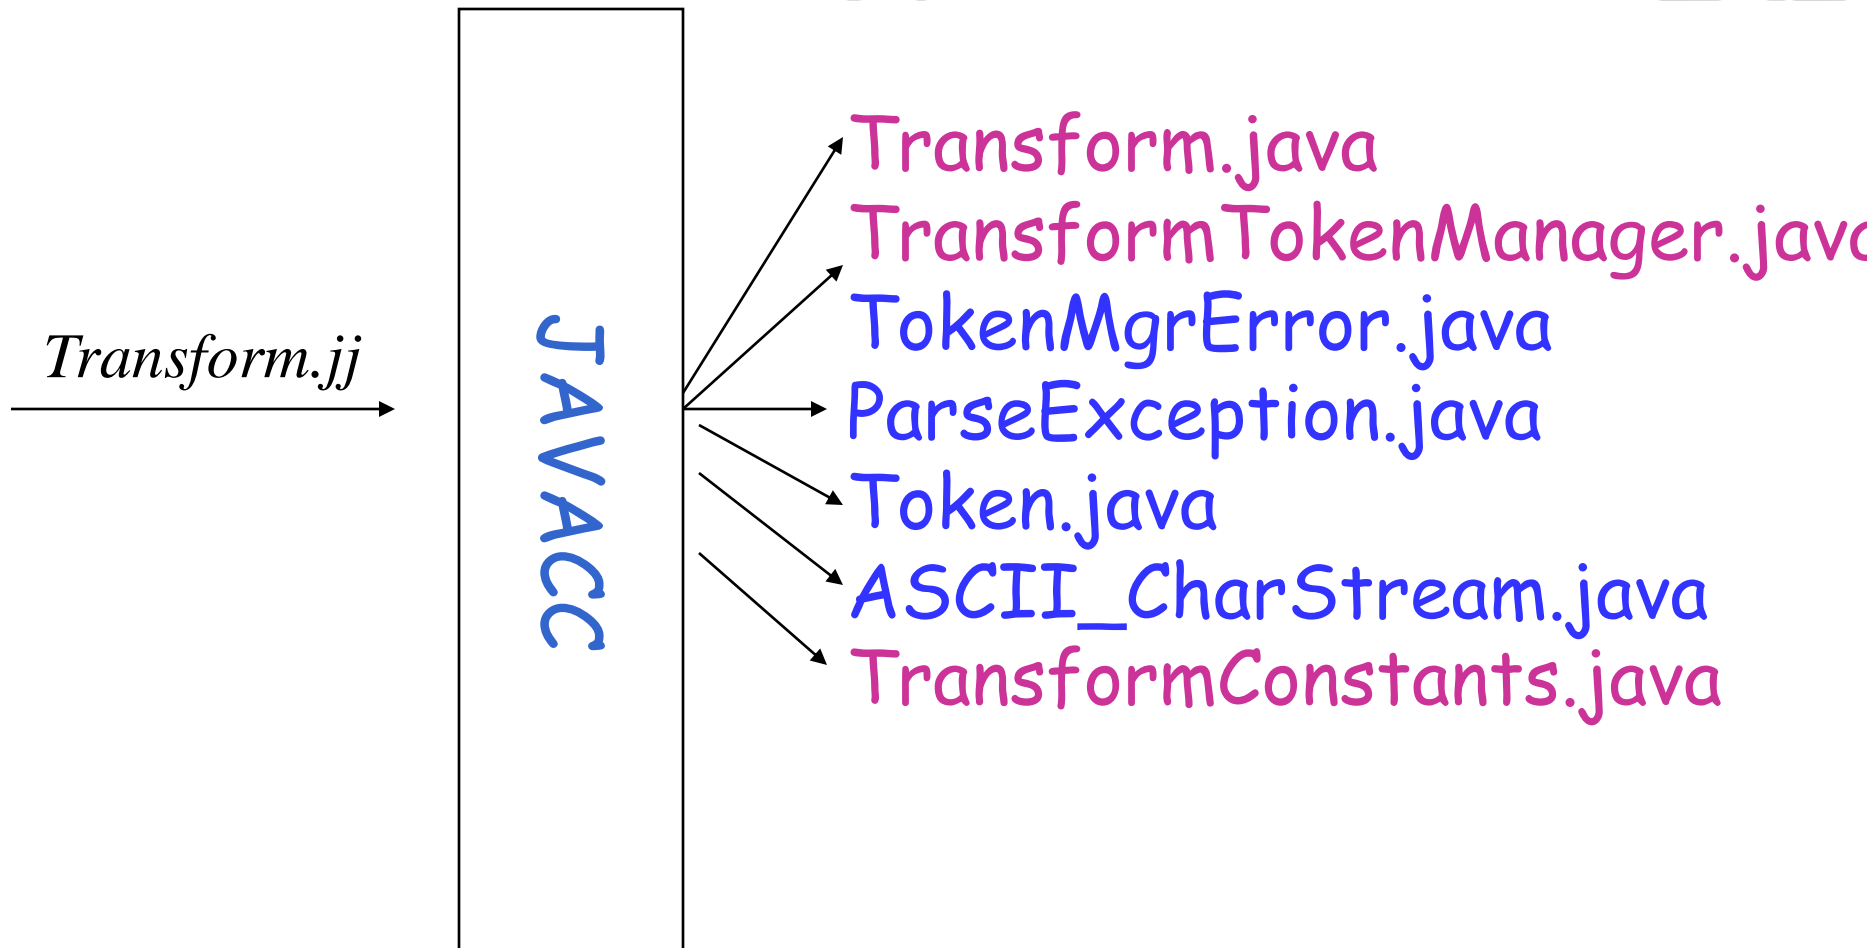 Transform.jj
JAVACC
Transform.java
TransformTokenManager.java
TokenMgrError.java
ParseException.java
Token.java
ASCII_CharStream.java
TransformConstants.java